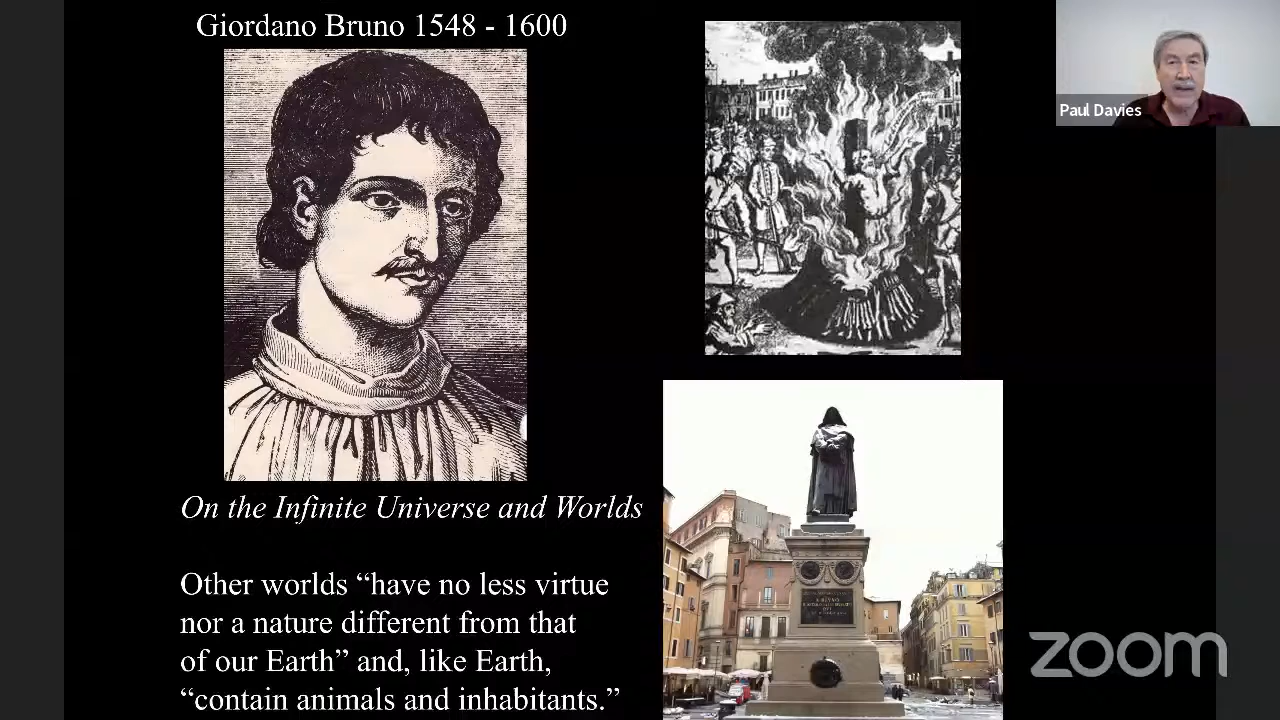 Giordano Bruno 1548 - 1600
Paul Davies
On the Infinite Universe and Worlds
Other worlds “have no less virtue
nor a nature different from that
of our Earth” and, like Earth,
“contain animals and inhabitants.”
zoom